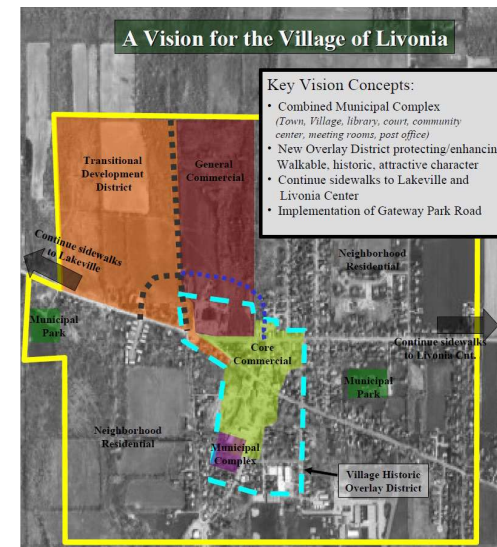 A Vision for the Village of Livonia
Key Vision Concepts:
• Combined Municipal Complex
(Town, Village, library, court, community
center, meeting rooms, post office)
• New Overlay District protecting/enhancin
Walkable, historic, attractive character
• Continue sidewalks to Lakeville and
Livonia Center
• Implementation of Gateway Park Road
Transitional
Development
District
General
Commercial
Continue sidewalks
to Lakeville
Neighborhood
Residential
Municipal
Park
Core
Commercial
Continue sidewalks
to Livonia Cnt.
Municipal
Park
Neighborhood
Residential
Municipal
Complex
Village Historic
Overlay District